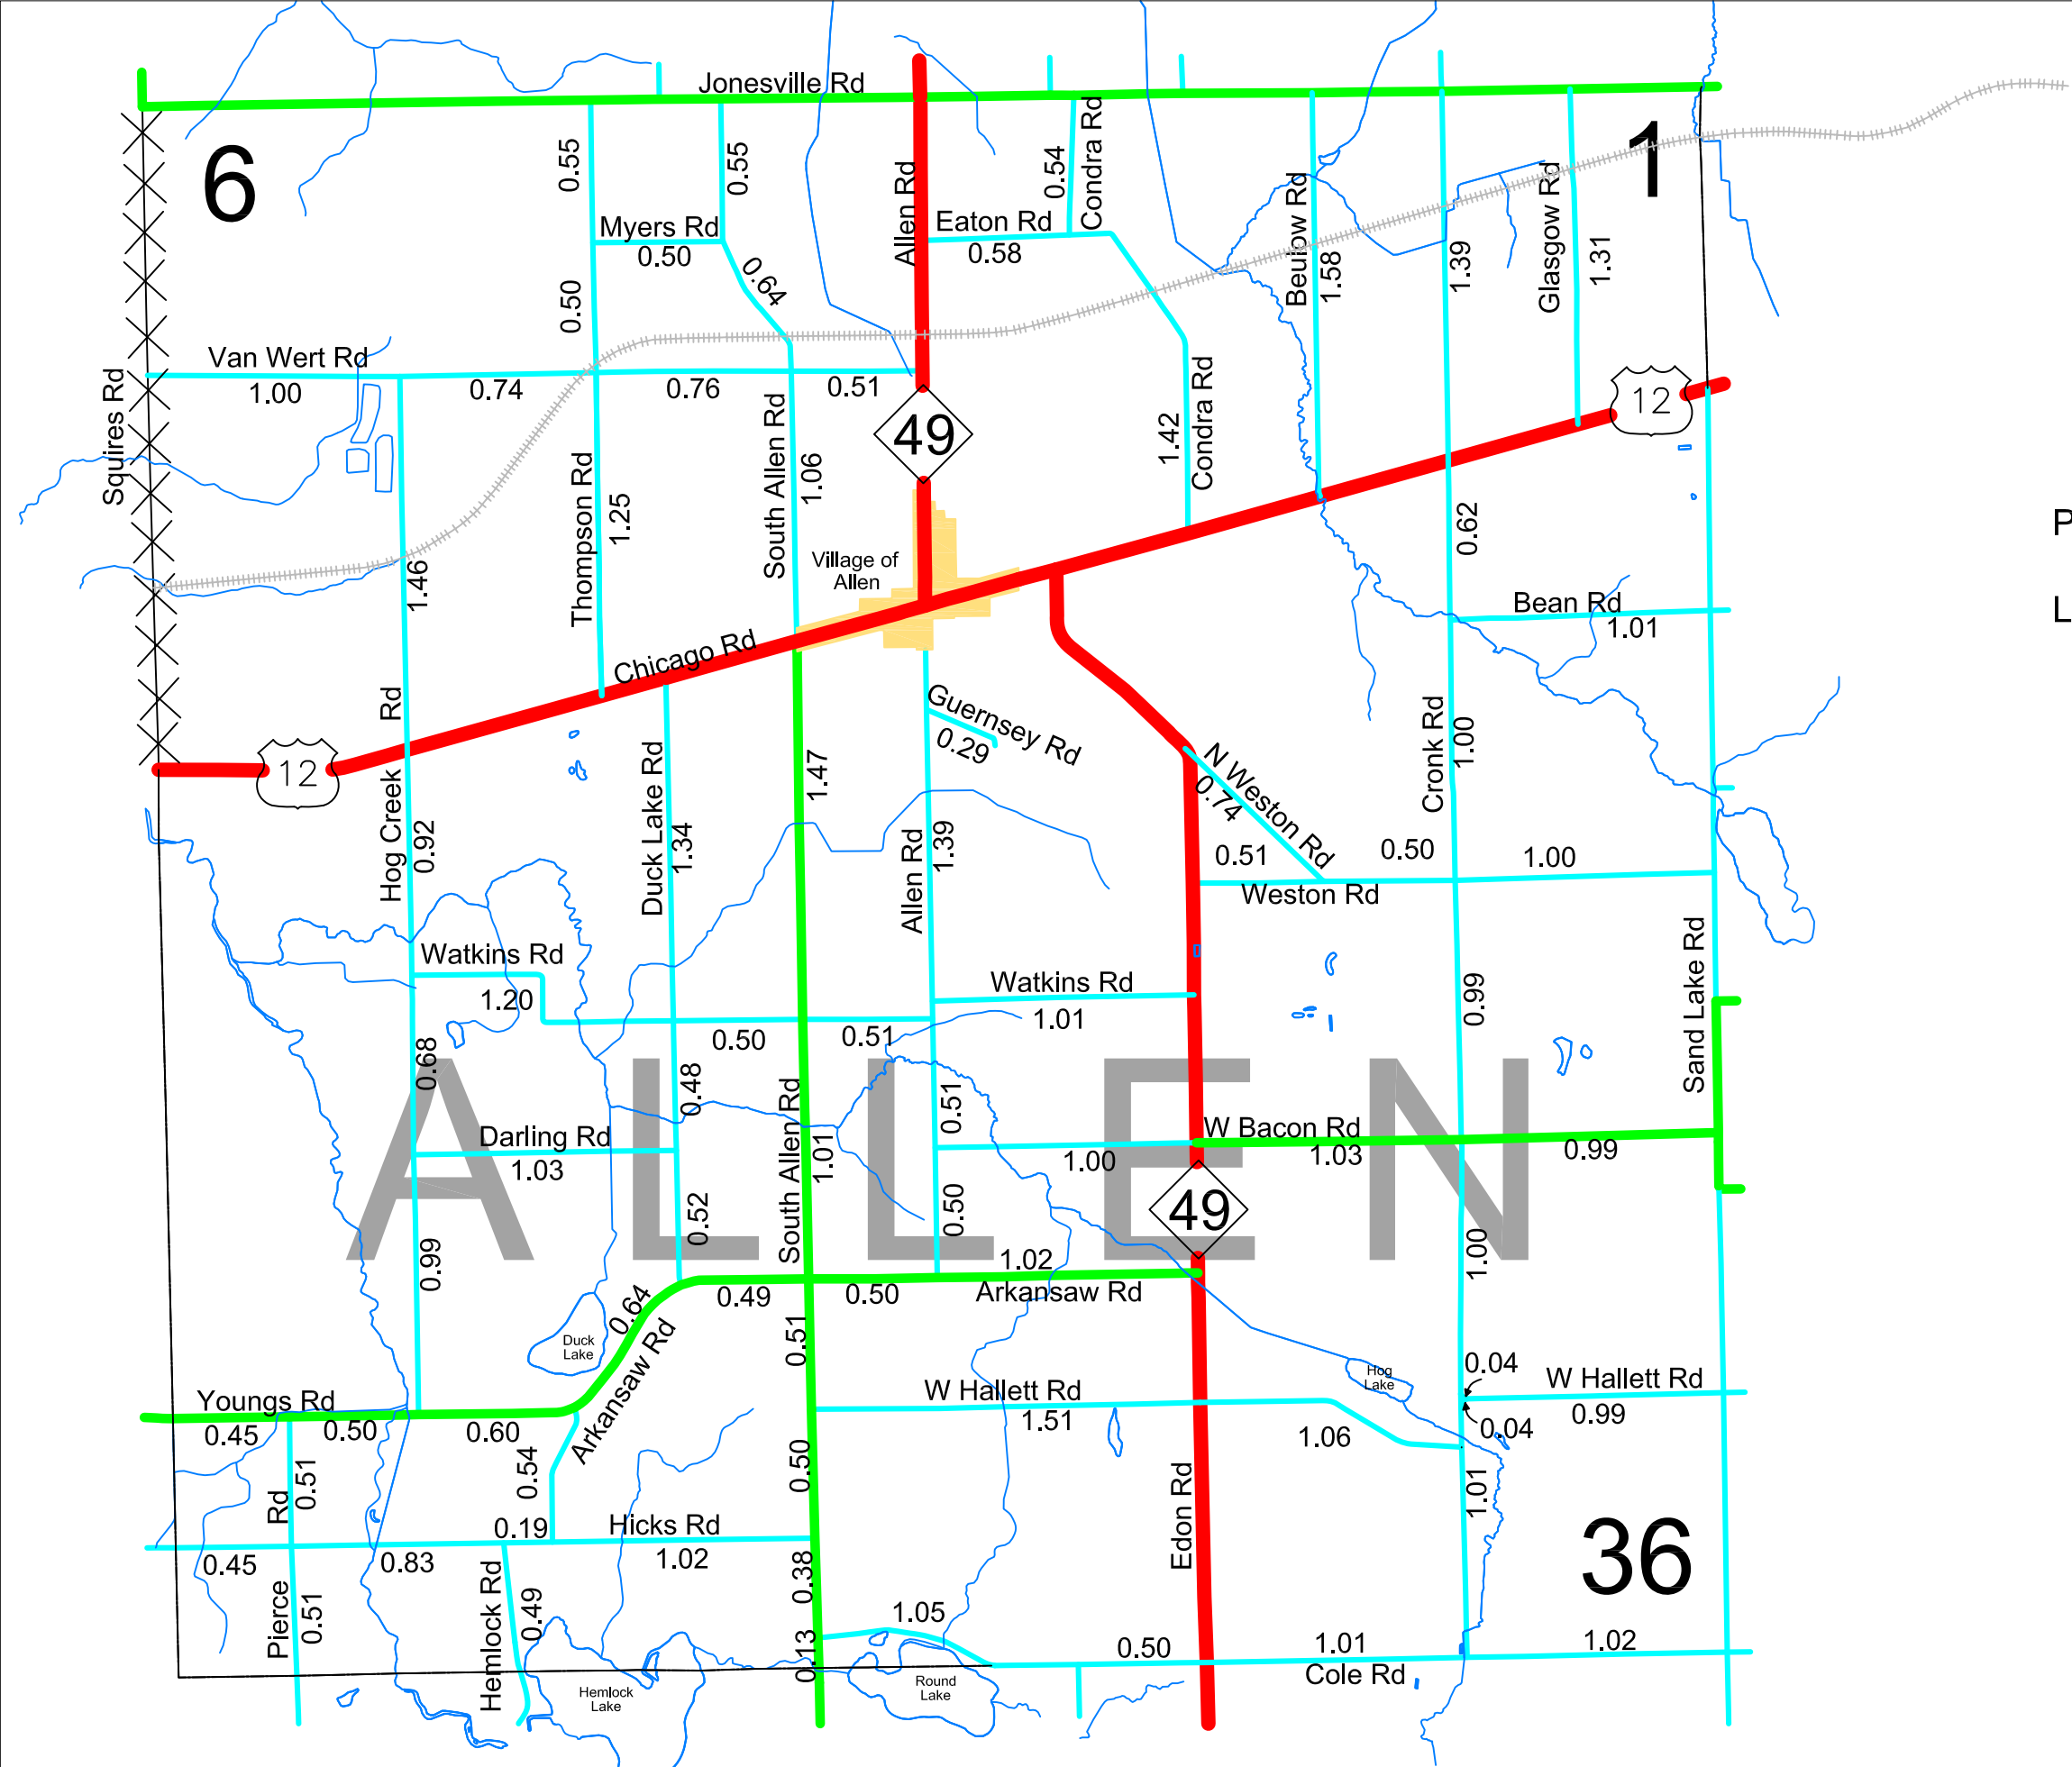 Jonesville Rd
6
1
0.55
0.55
0.54
Condra Rd
Allen Rd
Myers Rd
0.50
Eaton Rd
0.58
0.64
0.50
Beurow Rd
1.58
1.39
Glasgow Rd
1.31
Van Wert Rd
1.00
0.74
0.76
0.51
Squires Rd
49
12
South Allen Rd
1.06
1.42
Condra Rd
Thompson Rd
1.25
0.62
P
Village of
Allen
1.46
Bean Rd
1.01
L
Chicago Rd
Hog Creek Rd
12
Guernsey Rd
0.29
N Weston Rd
0.74
Cronk Rd
1.00
Duck Lake Rd
1.34
1.47
0.92
Allen Rd
1.39
0.51
0.50
1.00
Weston Rd
Watkins Rd
1.20
Watkins Rd
1.01
0.50
0.51
0.99
Sand Lake Rd
ALLEN
0.68
0.48
0.51
South Allen Rd
1.01
Darling Rd
1.03
W Bacon Rd
1.00
1.03
0.99
0.52
0.50
49
0.99
1.00
1.02
Arkansaw Rd
0.49
0.50
0.64
Arkansaw Rd
Duck
Lake
0.51
Hog
Lake
0.04
W Hallett Rd
0.99
0.04
W Hallett Rd
1.51
1.06
Youngs Rd
0.45
0.50
0.60
0.54
0.51
0.50
1.01
Edon Rd
Pierce Rd
0.19
Hicks Rd
1.02
0.45
0.83
0.38
36
0.51
Hemlock Rd
0.49
1.05
0.13
0.50
1.01
1.02
Cole Rd
Hemlock
Lake
Round
Lake